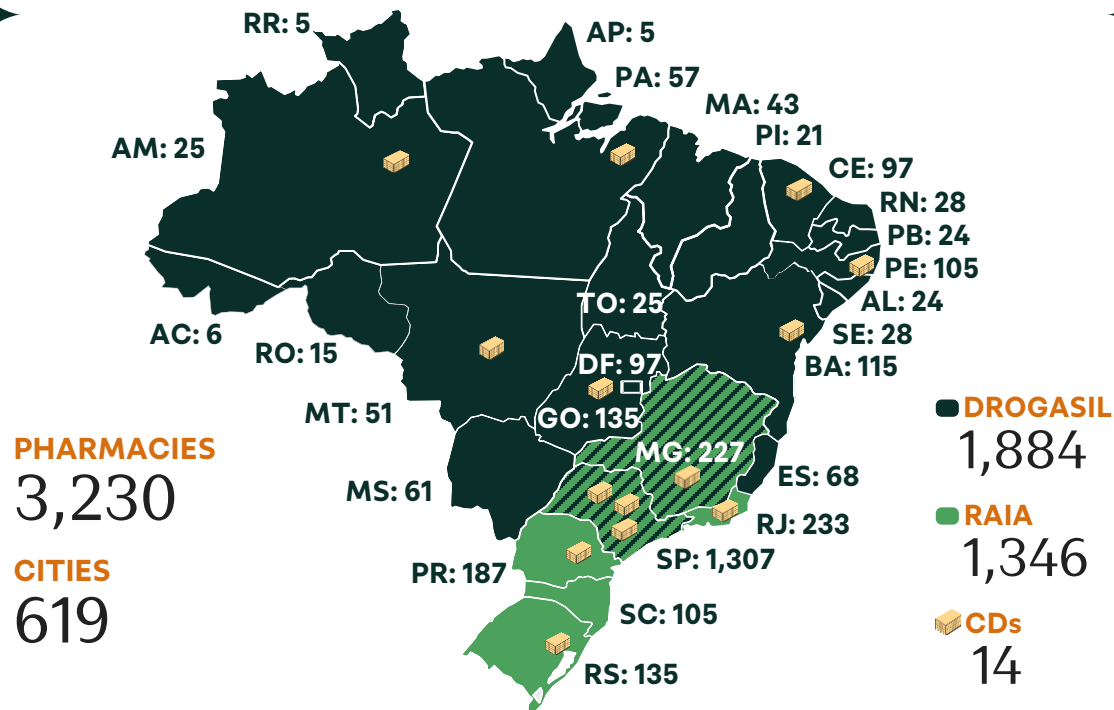 RR: 5
AP: 5
PA: 57
MA: 43
PI: 21
AM: 25
CE: 97
RN: 28
PB: 24
PE: 105
AL: 24
TO: 25
AC: 6
SE: 28
RO: 15
BA: 115
DF: 97
MT: 51
GO: 135
MG: 227
ES: 68
MS: 61
RJ: 233
SP: 1,307
PR: 187
SC: 105
RS: 135
PHARMACIES
3,230
CITIES
619
DROGASIL
1,884
RAIA
1,346
CDs
14